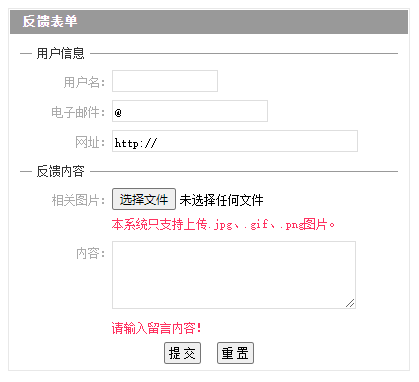 反馈表单
用户信息
用户名：
电子邮件： @
网址： http://
反馈内容
相关图片： 选择文件 未选择任何文件
本系统只支持上传.jpg、.gif、.png图片。
内容：
请输入留言内容！
提交 重置